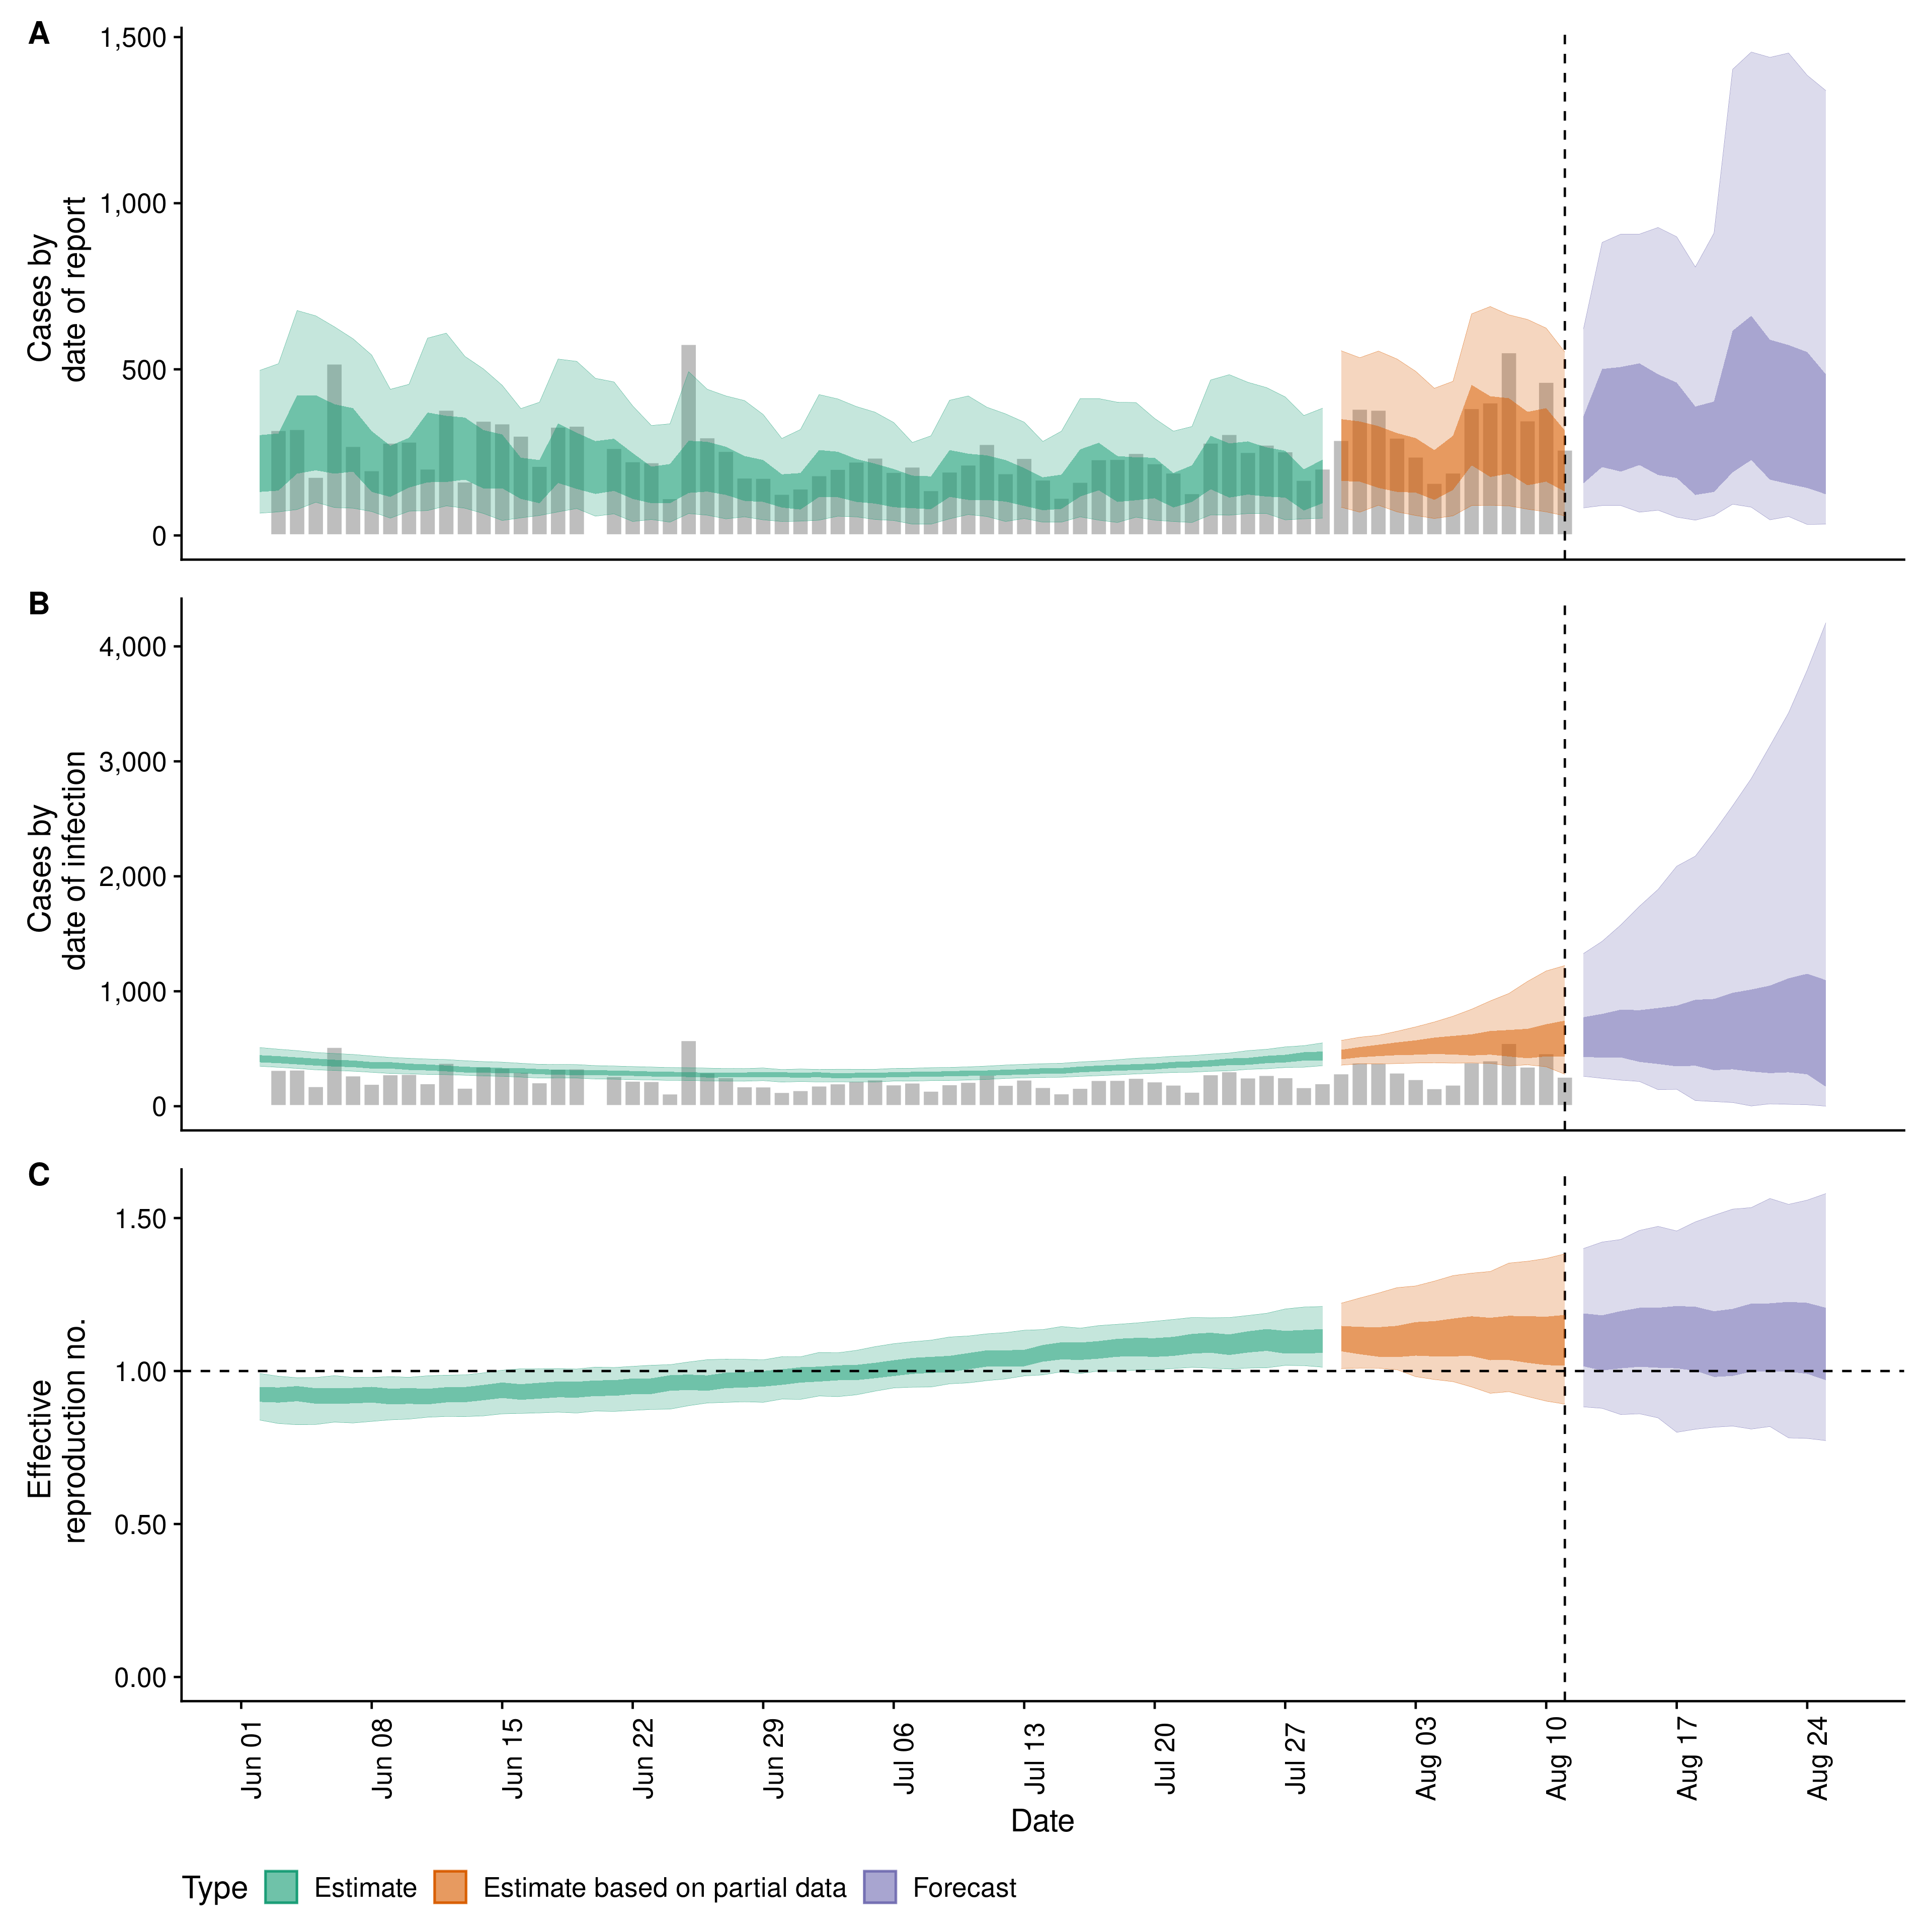 A
Cases by
date of report
1,500
1,000
500
0
B
Cases by
date of infection
4,000
3,000
2,000
1,000
0
C
Effective
reproduction no.
1.50
1.00
0.50
0.00
Jun 01
Jun 08
Jun 15
Jun 22
Jun 29
Jul 06
Jul 13
Jul 20
Jul 27
Aug 03
Aug 10
Aug 17
Aug 24
Date
Type Estimate Estimate based on partial data Forecast